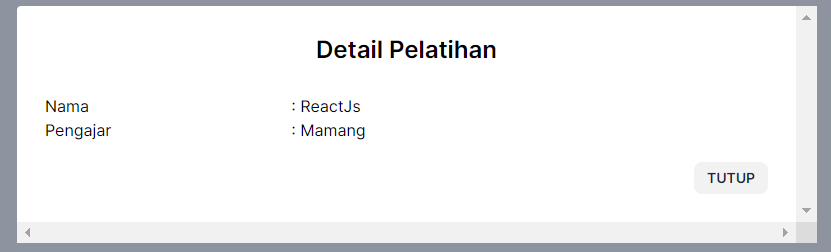 Detail Pelatihan
Nama : ReactJs
Pengajar : Mamang
TUTUP